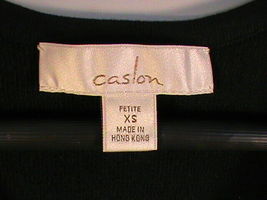 caslon
PETITE
XS
MADE IN
HONG KONG